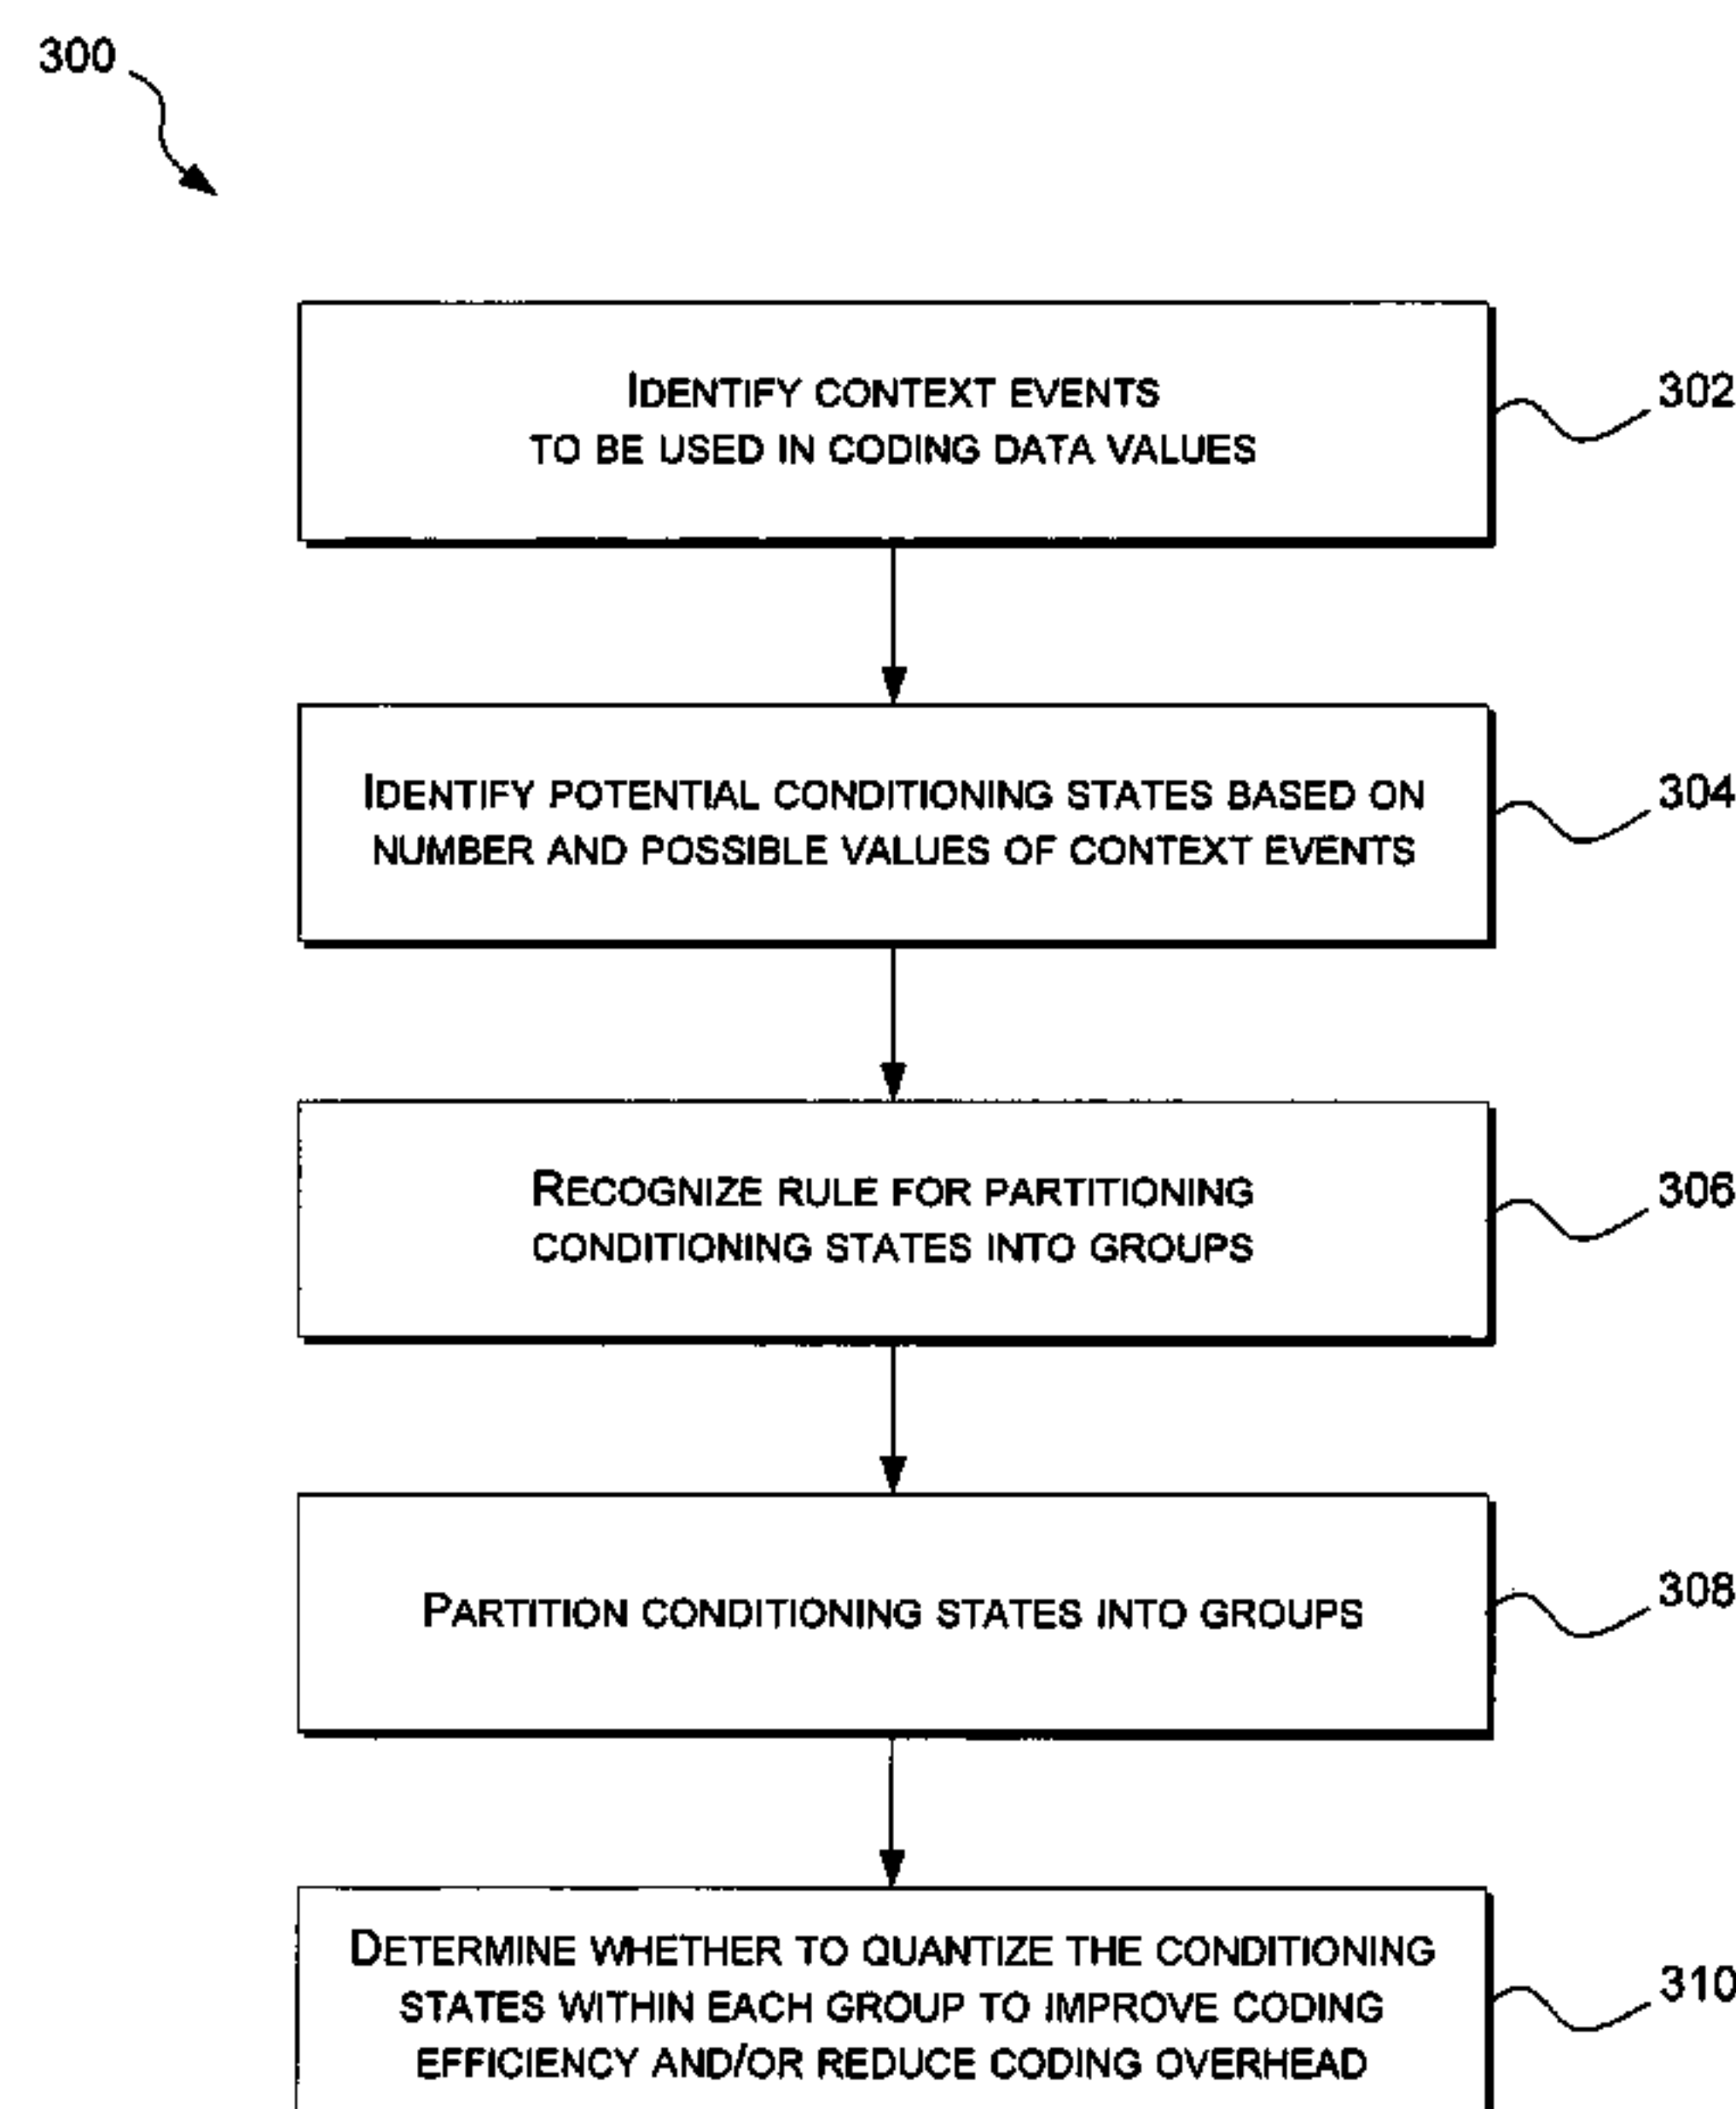 300
IDENTIFY CONTEXT EVENTS
TO BE USED IN CODING DATA VALUES
302
IDENTIFY POTENTIAL CONDITIONING STATES BASED ON
NUMBER AND POSSIBLE VALUES OF CONTEXT EVENTS
304
RECOGNIZE RULE FOR PARTITIONING
CONDITIONING STATES INTO GROUPS
306
PARTITION CONDITIONING STATES INTO GROUPS
308
DETERMINE WHETHER TO QUANTIZE THE CONDITIONING
STATES WITHIN EACH GROUP TO IMPROVE CODING
EFFICIENCY AND/OR REDUCE CODING OVERHEAD
310